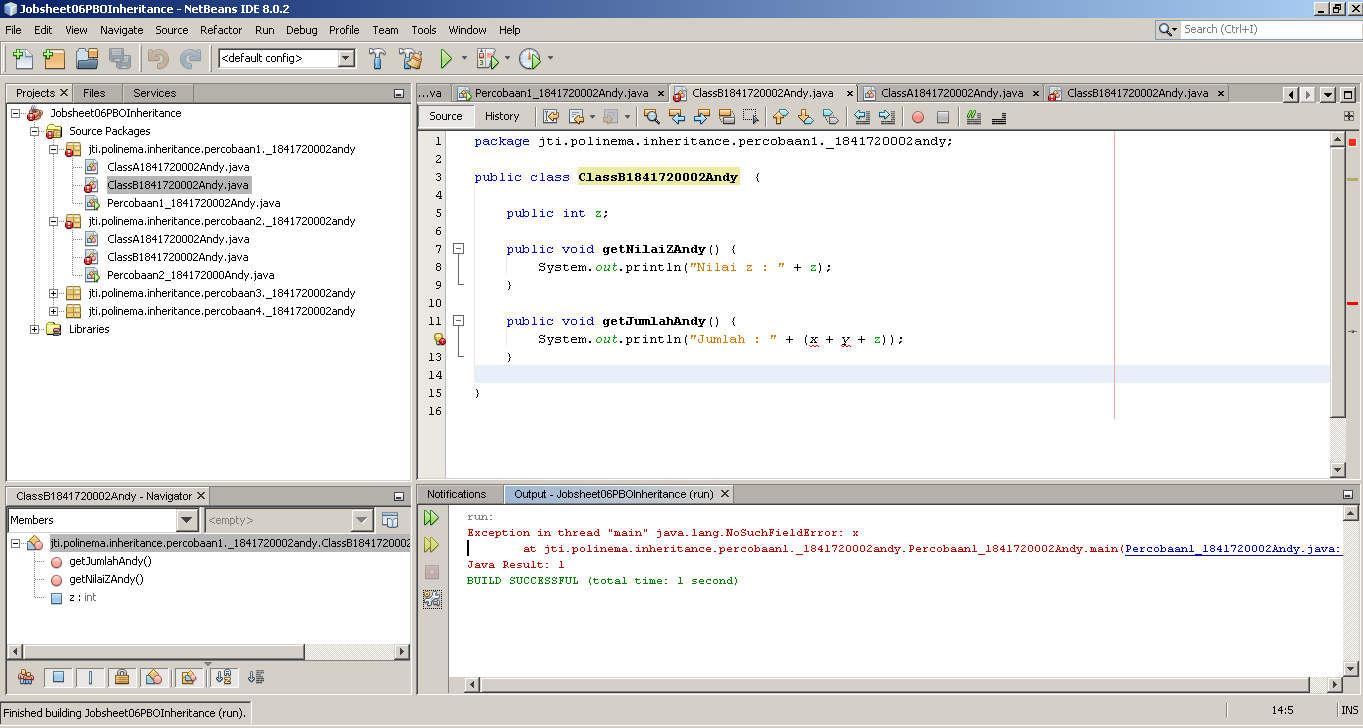 Jobsheet06PBOInheritance - NetBeans IDE 8.0.2
File Edit View Navigate Source Refactor Run Debug Profile Team Tools Window Help
Search (Ctrl+I)
<default config>
Projects Files Services
Jobsheet06PBOInheritance
Source Packages
jti.polinema.inheritance.percobaan1._1841720002andy
ClassA1841720002Andy.java
ClassB1841720002Andy.java
Percobaan1_1841720002Andy.java
jti.polinema.inheritance.percobaan2._1841720002andy
ClassA1841720002Andy.java
ClassB1841720002Andy.java
Percobaan2_184172000Andy.java
jti.polinema.inheritance.percobaan3._1841720002andy
jti.polinema.inheritance.percobaan4._1841720002andy
Libraries
...va Percobaan1_1841720002Andy.java ClassB1841720002Andy.java ClassA1841720002Andy.java ClassB1841720002Andy.java
Source History
1 package jti.polinema.inheritance.percobaan1._1841720002andy;
2
3 public class ClassB1841720002Andy {
4
5 public int z;
6
7 public void getNilaiZAndy() {
8 System.out.println("Nilai z : " + z);
9 }
10
11 public void getJumlahAndy() {
System.out.println("Jumlah : " + (x + y + z));
13 }
14
15 }
16
ClassB1841720002Andy - Navigator
Members <empty>
jti.polinema.inheritance.percobaan1._1841720002andy.ClassB1841720002
getJumlahAndy()
getNilaiZAndy()
z : int
Notifications Output - Jobsheet06PBOInheritance (run)
run:
Exception in thread "main" java.lang.NoSuchFieldError: x
at jti.polinema.inheritance.percobaan1._1841720002andy.Percobaan1_1841720002Andy.main(Percobaan1_1841720002Andy.java:
Java Result: 1
BUILD SUCCESSFUL (total time: 1 second)
Finished building Jobsheet06PBOInheritance (run).
14:5 INS